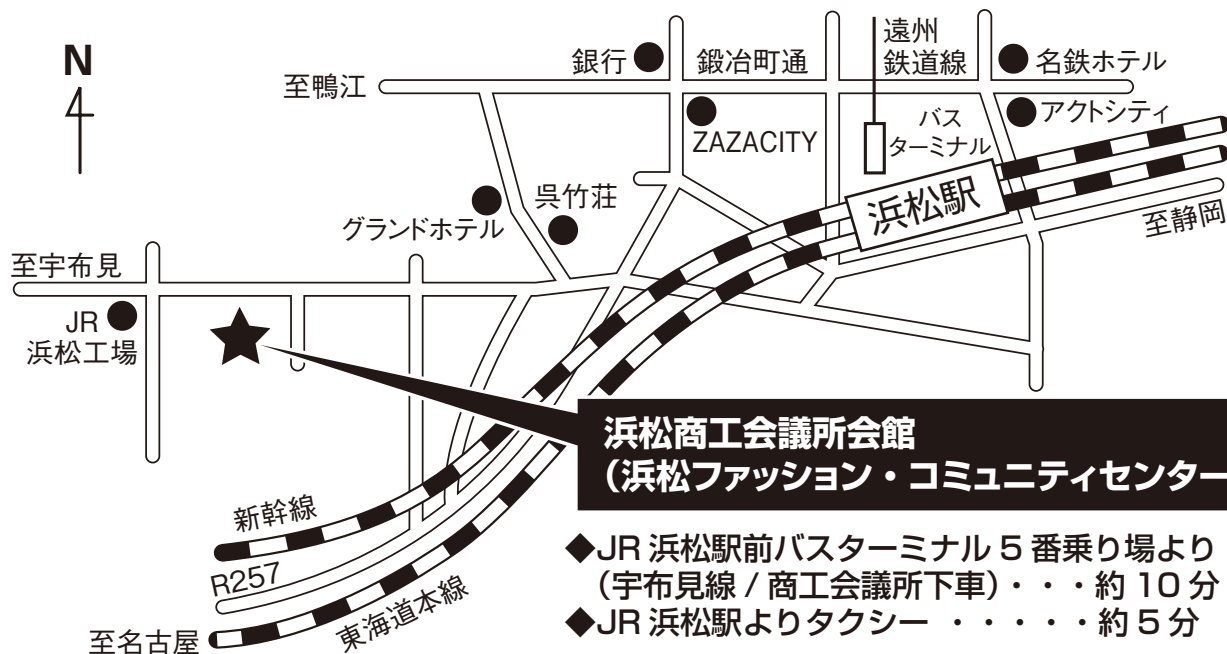 N
至鴨江
銀行
鍛冶町通
遠州
鉄道線
名鉄ホテル
ZAZACITY
バス
ターミナル
アクトシティ
浜松駅
至静岡
グランドホテル
呉竹荘
至宇布見
JR
浜松工場
浜松商工会議所会館
(浜松ファッション・コミュニティセンター
新幹線
R257
東海道本線
至名古屋
◆JR 浜松駅前バスターミナル 5 番乗り場より
(宇布見線 / 商工会議所下車)・・・約 10 分
◆JR 浜松駅よりタクシー ・・・・・約 5 分